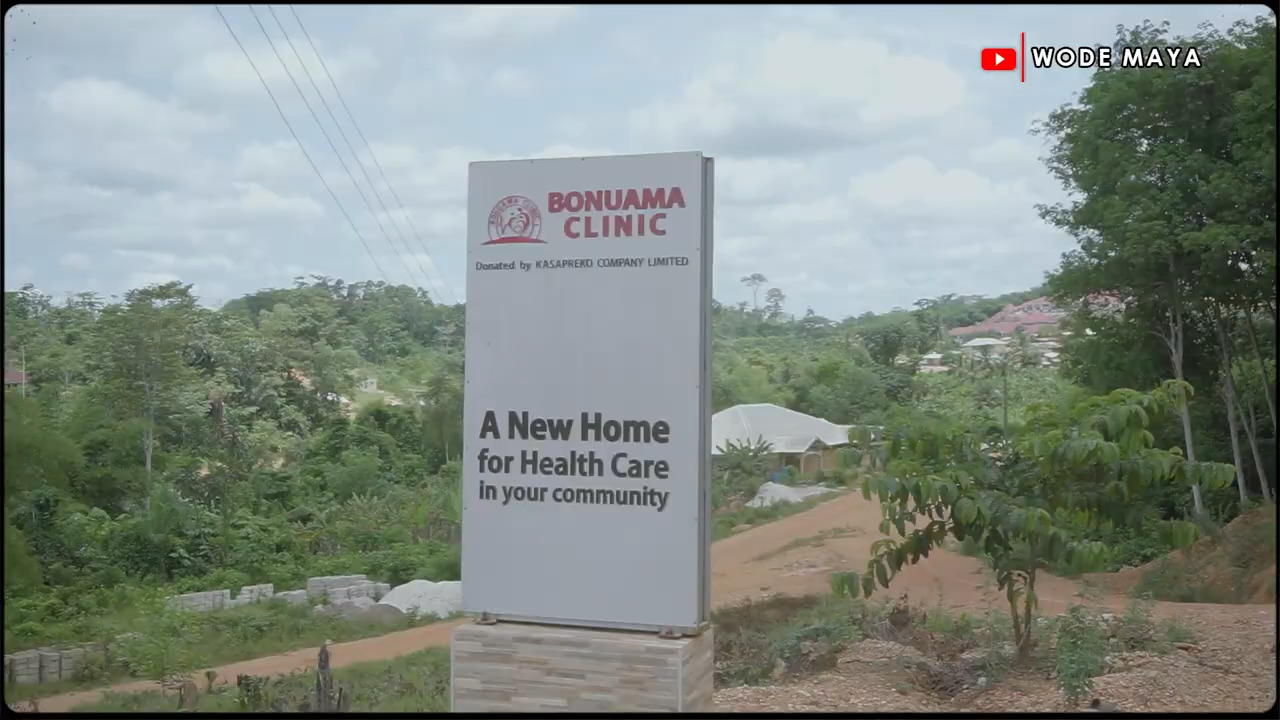 WODE MAYA
BONUAMA
CLINIC
Donated by KASAPREKO COMPANY LIMITED
A New Home
for Health Care
in your community